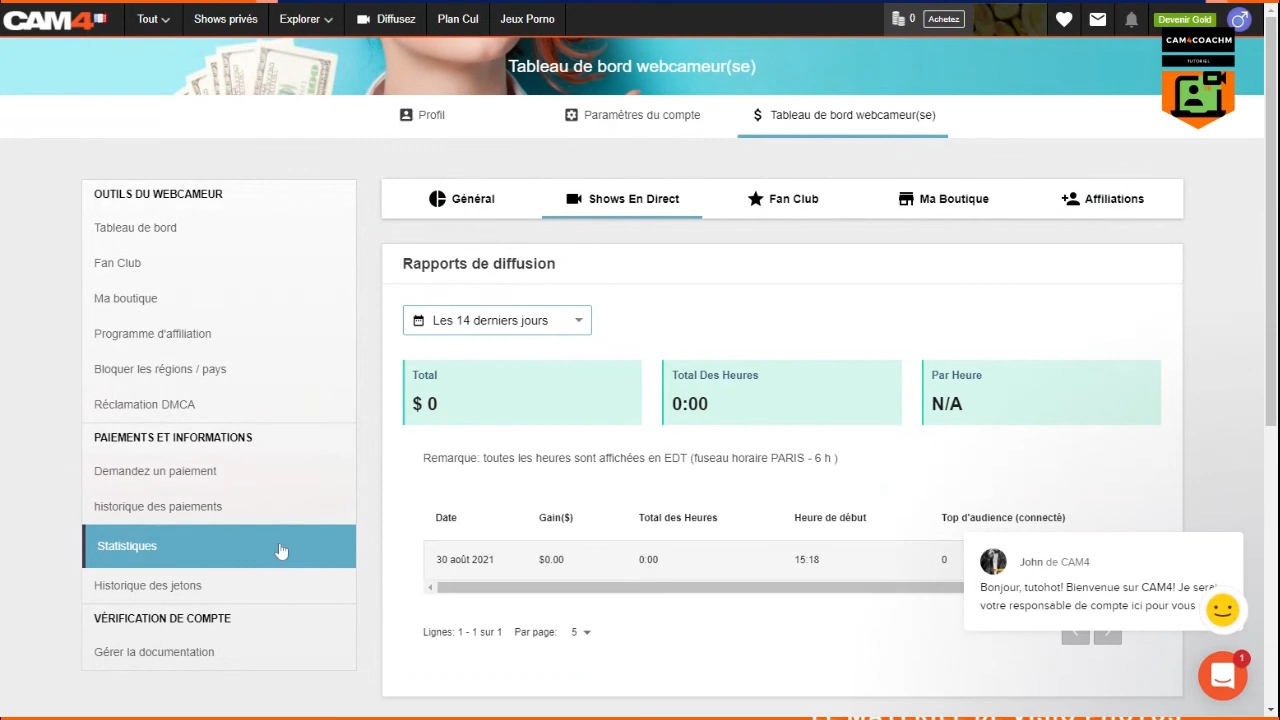 CAM4
Tout
Shows privés
Explorer
Diffusez
Plan Cul
Jeux Porno
0
Achetez
Devenir Gold
CAM4COACHM
TUTORIEL
Tableau de bord webcameur(se)
Profil
Paramètres du compte
Tableau de bord webcameur(se)
OUTILS DU WEBCAMEUR
Tableau de bord
Fan Club
Ma boutique
Programme d'affiliation
Bloquer les régions / pays
Réclamation DMCA
PAIEMENTS ET INFORMATIONS
Demandez un paiement
historique des paiements
Statistiques
Historique des jetons
VÉRIFICATION DE COMPTE
Gérer la documentation
Général
Shows En Direct
Fan Club
Ma Boutique
Affiliations
Rapports de diffusion
Les 14 derniers jours
Total
$ 0
Total Des Heures
0:00
Par Heure
N/A
Remarque: toutes les heures sont affichées en EDT (fuseau horaire PARIS - 6 h )
Date Gain($) Total des Heures Heure de début Top d'audience (connecté)
30 août 2021 $0.00 0:00 15:18 0
Lignes: 1 - 1 sur 1 Par page: 5
John de CAM4
Bonjour, tutohot! Bienvenue sur CAM4! Je serai
votre responsable de compte ici pour vous
1